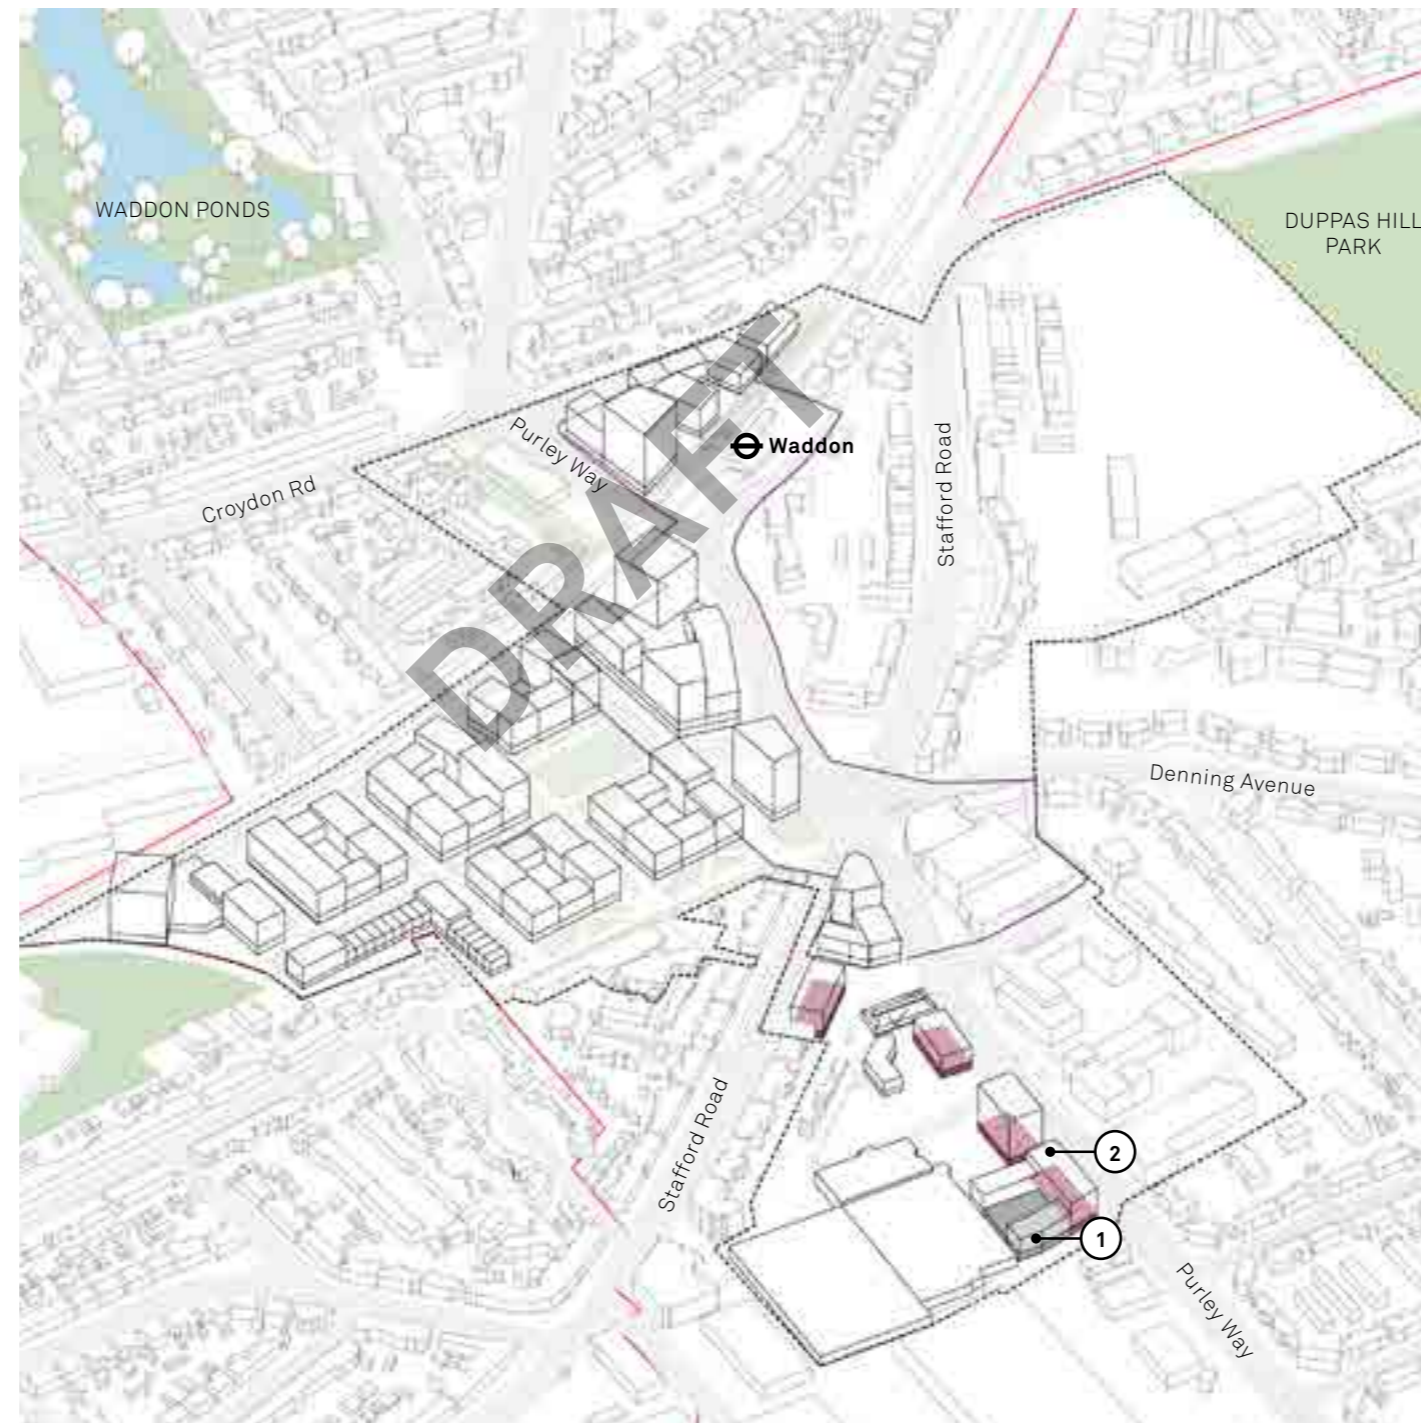 WADDON PONDS
DUPPAS HILL
PARK
Purley Way
Waddon
Croydon Rd
Stafford Road
DRAFT
Denning Avenue
Stafford Road
2
1
Purley Way